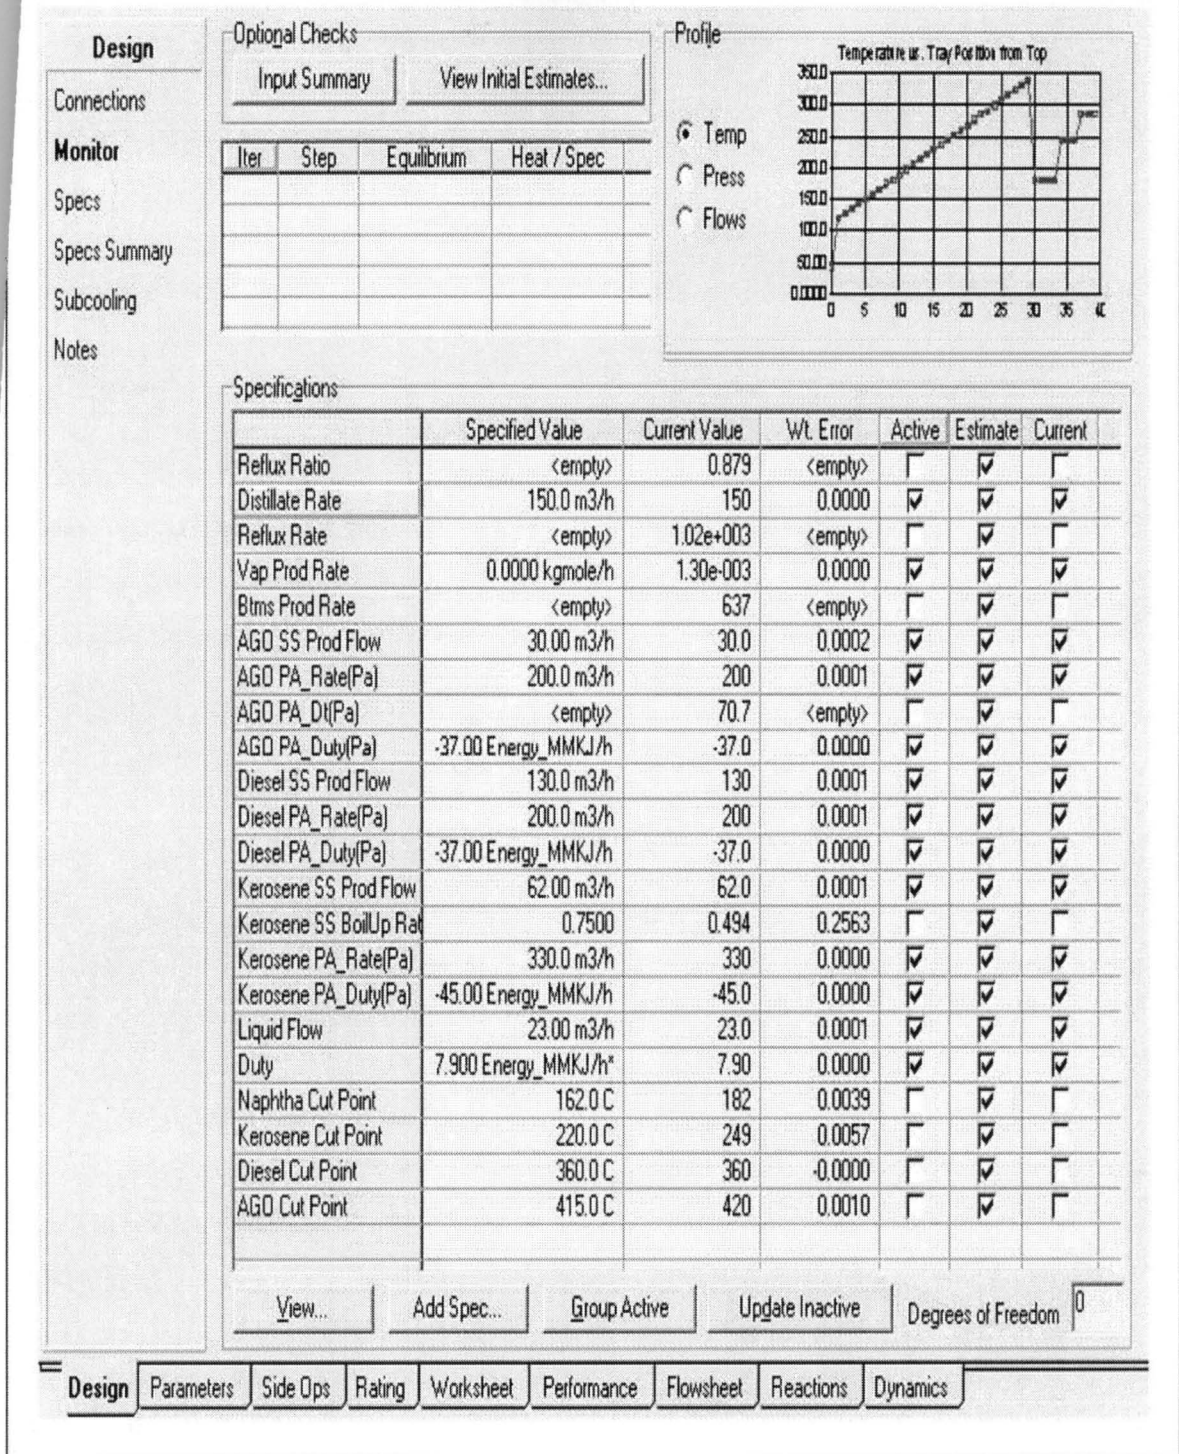 Design
Connections
Monitor
Specs
Specs Summary
Subcooling
Notes
Optional Checks
Input Summary
View Initial Estimates...
Iter Step Equilibrium Heat / Spec
Profile
Temp
Press
Flows
Temperature vs. Tray Position from Top
350.0
300.0
250.0
200.0
150.0
100.0
50.00
0.0000
0 5 10 15 20 25 30 35
Specifications
Specified Value Current Value Wt. Error Active Estimate Current
Reflux Ratio <empty> 0.879 <empty>
Distillate Rate 150.0 m3/h 150 0.0000
Reflux Rate <empty> 1.02e+003 <empty>
Vap Prod Rate 0.0000 kgmole/h 1.30e-003 0.0000
Btms Prod Rate <empty> 637 <empty>
AGO SS Prod Flow 30.00 m3/h 30.0 0.0002
AGO PA_Rate(Pa) 200.0 m3/h 200 0.0001
AGO PA_Dt(Pa) <empty> 70.7 <empty>
AGO PA_Duty(Pa) -37.00 Energy_MMKJ/h -37.0 0.0000
Diesel SS Prod Flow 130.0 m3/h 130 0.0001
Diesel PA_Rate(Pa) 200.0 m3/h 200 0.0001
Diesel PA_Duty(Pa) -37.00 Energy_MMKJ/h -37.0 0.0000
Kerosene SS Prod Flow 62.00 m3/h 62.0 0.0001
Kerosene SS BoilUp Rat 0.7500 0.494 0.2563
Kerosene PA_Rate(Pa) 330.0 m3/h 330 0.0000
Kerosene PA_Duty(Pa) -45.00 Energy_MMKJ/h -45.0 0.0000
Liquid Flow 23.00 m3/h 23.0 0.0001
Duty 7.900 Energy_MMKJ/h* 7.90 0.0000
Naphtha Cut Point 162.0 C 182 0.0039
Kerosene Cut Point 220.0 C 249 0.0057
Diesel Cut Point 360.0 C 360 -0.0000
AGO Cut Point 415.0 C 420 0.0010
View... Add Spec... Group Active Update Inactive Degrees of Freedom 0
Design Parameters Side Ops Rating Worksheet Performance Flowsheet Reactions Dynamics